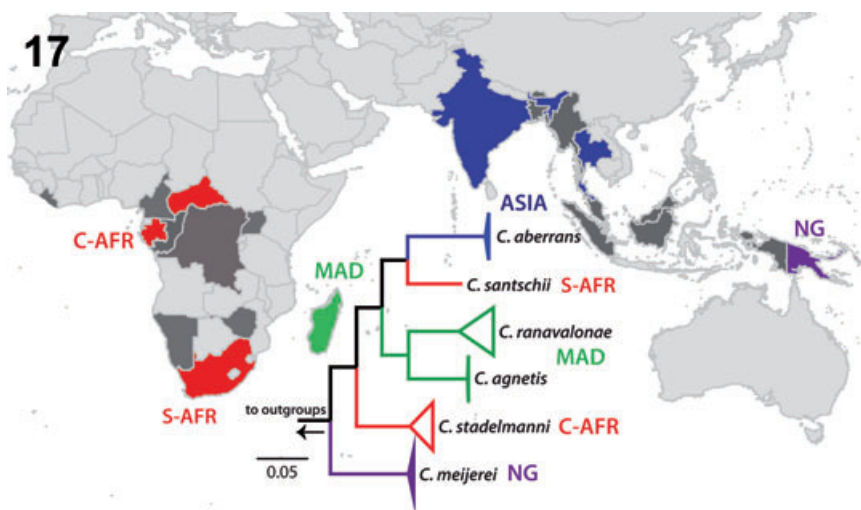 17
ASIA
C-AFR
MAD
NG
C. aberrans
C. santschii S-AFR
C. ranavalonae
MAD
C. agnetis
S-AFR
to outgroups
C. stadelmanni C-AFR
0.05
C. meijerei NG